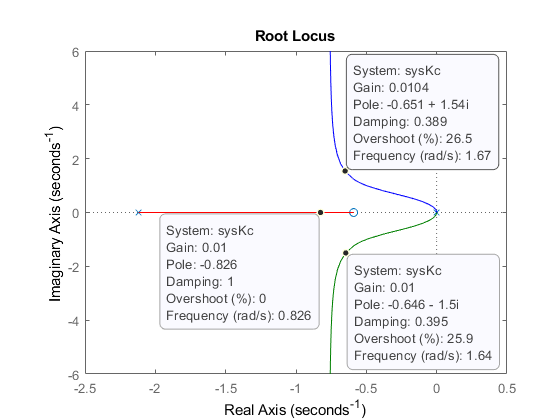 Root Locus
6
4
2
0
-2
-4
-6
Imaginary Axis (seconds⁻¹)
System: sysKc
Gain: 0.0104
Pole: -0.651 + 1.54i
Damping: 0.389
Overshoot (%): 26.5
Frequency (rad/s): 1.67
System: sysKc
Gain: 0.01
Pole: -0.826
Damping: 1
Overshoot (%): 0
Frequency (rad/s): 0.826
System: sysKc
Gain: 0.01
Pole: -0.646 - 1.5i
Damping: 0.395
Overshoot (%): 25.9
Frequency (rad/s): 1.64
-2.5 -2 -1.5 -1 -0.5 0 0.5
Real Axis (seconds⁻¹)